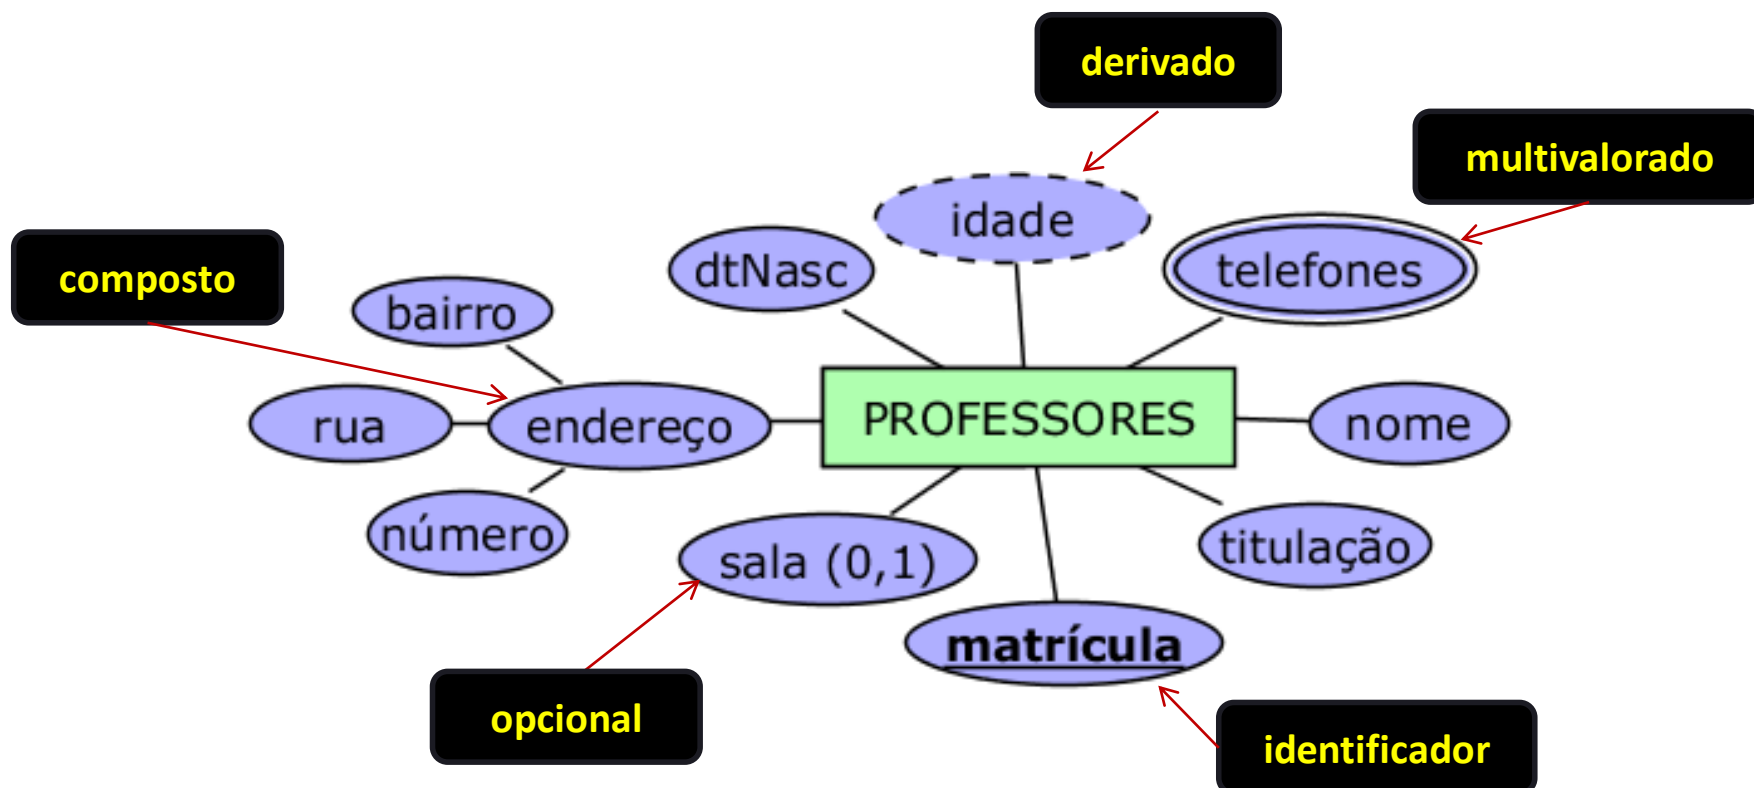 derivado
multivalorado
idade
composto
dtNasc
telefones
bairro
rua
endereço
PROFESSORES
nome
número
sala (0,1)
titulação
matrícula
opcional
identificador